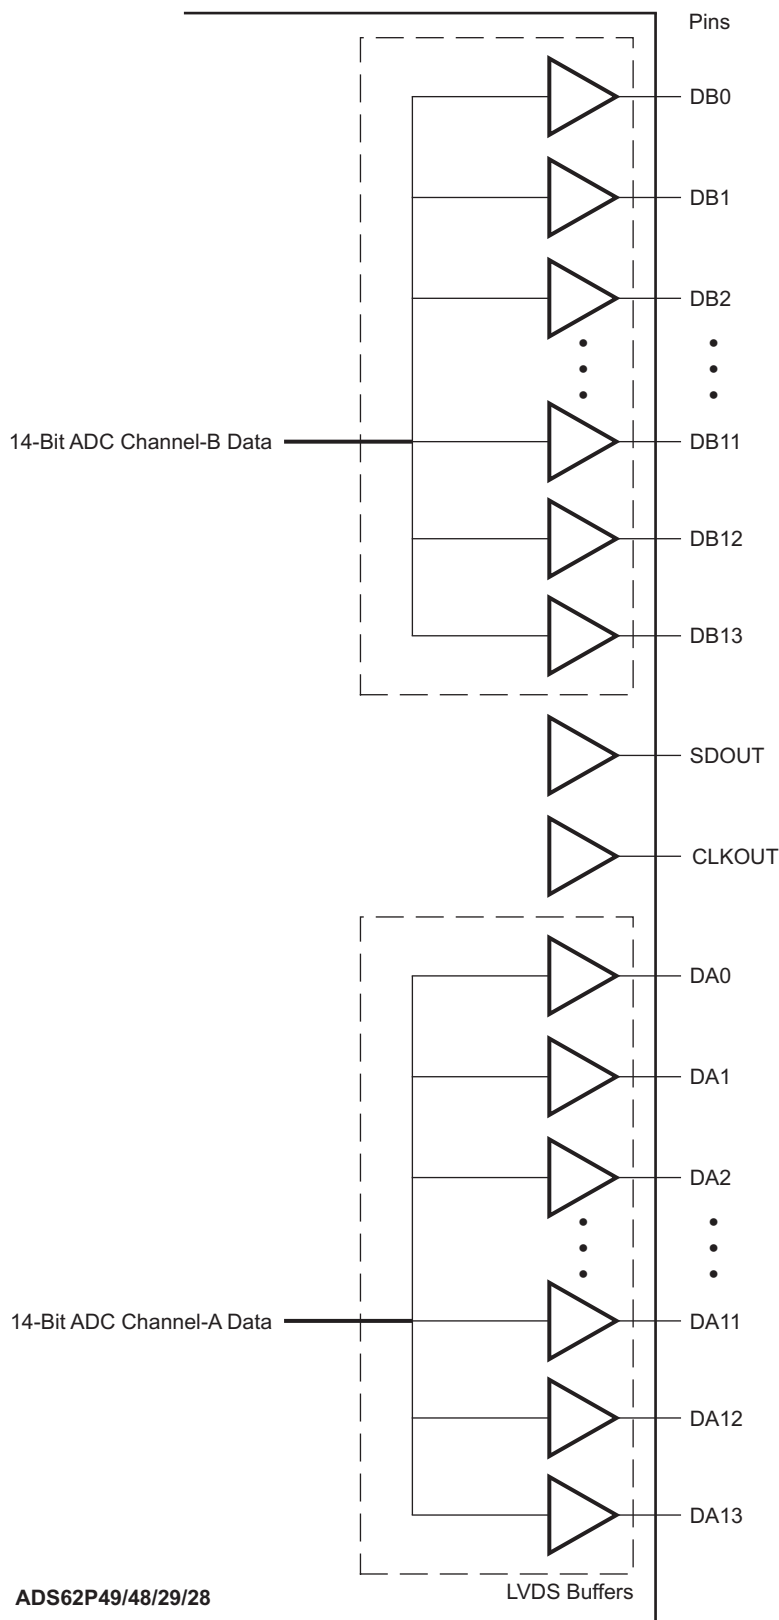 Pins
DB0
DB1
DB2
DB11
14-Bit ADC Channel-B Data
DB12
DB13
SDOUT
CLKOUT
DA0
DA1
DA2
DA11
14-Bit ADC Channel-A Data
DA12
DA13
LVDS Buffers
ADS62P49/48/29/28